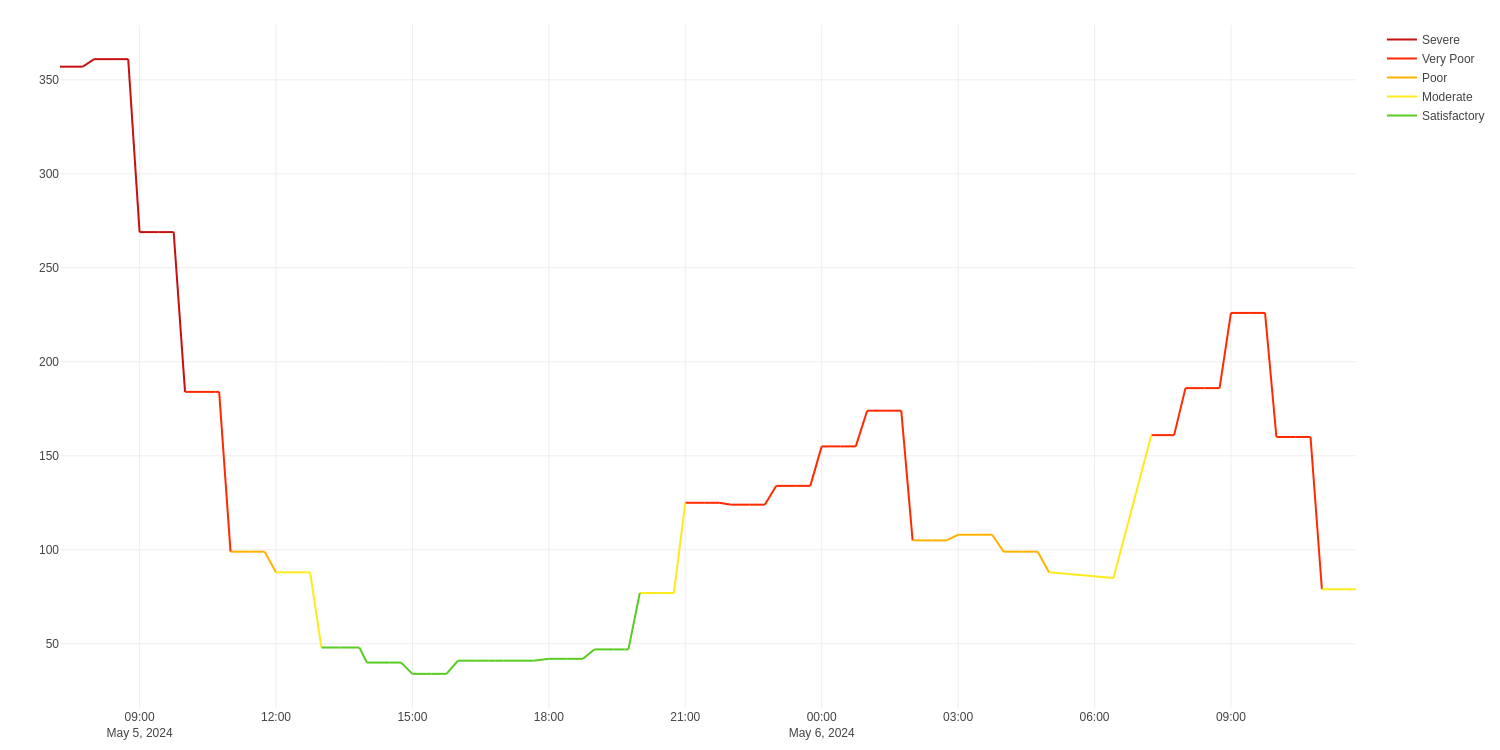 350
300
250
200
150
100
50
09:00
May 5, 2024
12:00
15:00
18:00
21:00
00:00
May 6, 2024
03:00
06:00
09:00
Severe
Very Poor
Poor
Moderate
Satisfactory